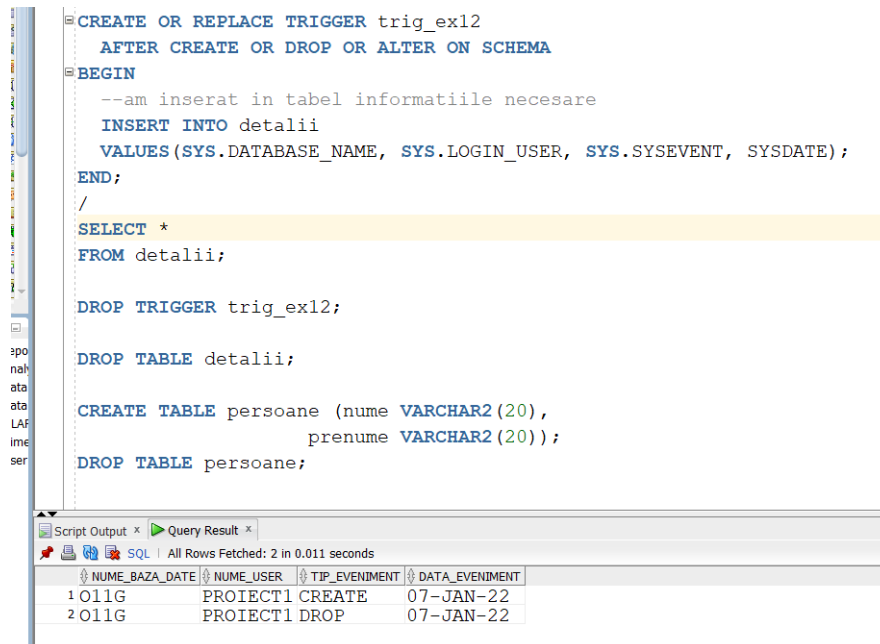 CREATE OR REPLACE TRIGGER trig_ex12
AFTER CREATE OR DROP OR ALTER ON SCHEMA
BEGIN
--am inserat in tabel informatiile necesare
INSERT INTO detalii
VALUES(SYS.DATABASE_NAME, SYS.LOGIN_USER, SYS.SYSEVENT, SYSDATE);
END;
/
SELECT *
FROM detalii;
DROP TRIGGER trig_ex12;
DROP TABLE detalii;
CREATE TABLE persoane (nume VARCHAR2(20),
prenume VARCHAR2(20));
DROP TABLE persoane;
Script Output x Query Result x
SQL | All Rows Fetched: 2 in 0.011 seconds
NUME_BAZA_DATE NUME_USER TIP_EVENIMENT DATA_EVENIMENT
1 O11G PROIECT1 CREATE 07-JAN-22
2 O11G PROIECT1 DROP 07-JAN-22